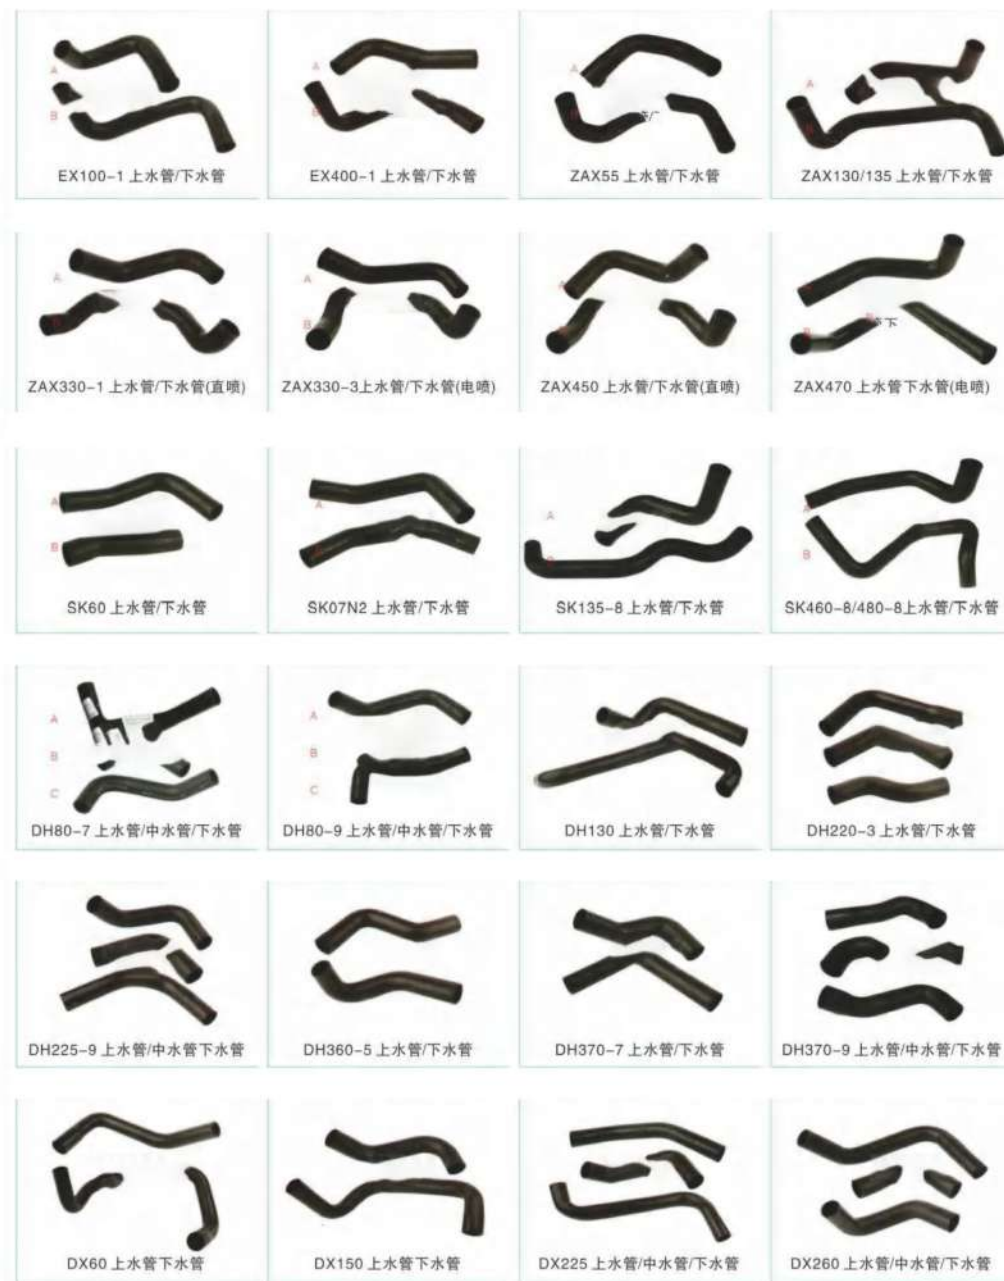 A
B
EX100-1 上水管/下水管
A
B
EX400-1 上水管/下水管
A
B
ZAX55 上水管/下水管
A
B
ZAX130/135 上水管/下水管
A
B
ZAX330-1 上水管/下水管(直喷)
A
B
ZAX330-3上水管/下水管(电喷)
A
B
ZAX450 上水管/下水管(直喷)
A
B
B
下
ZAX470 上水管下水管(电喷)
A
B
SK60 上水管/下水管
A
B
SK07N2 上水管/下水管
A
B
SK135-8上水管/下水管
A
B
SK460-8/480-8上水管/下水管
A
B
C
DH80-7 上水管/中水管/下水管
A
B
C
DH80-9 上水管/中水管/下水管
DH130 上水管/下水管
DH220-3 上水管/下水管
DH225-9 上水管/中水管下水管
DH360-5 上水管/下水管
DH370-7 上水管/下水管
DH370-9 上水管/中水管/下水管
DX60 上水管下水管
DX150 上水管下水管
DX225 上水管/中水管/下水管
DX260 上水管/中水管/下水管